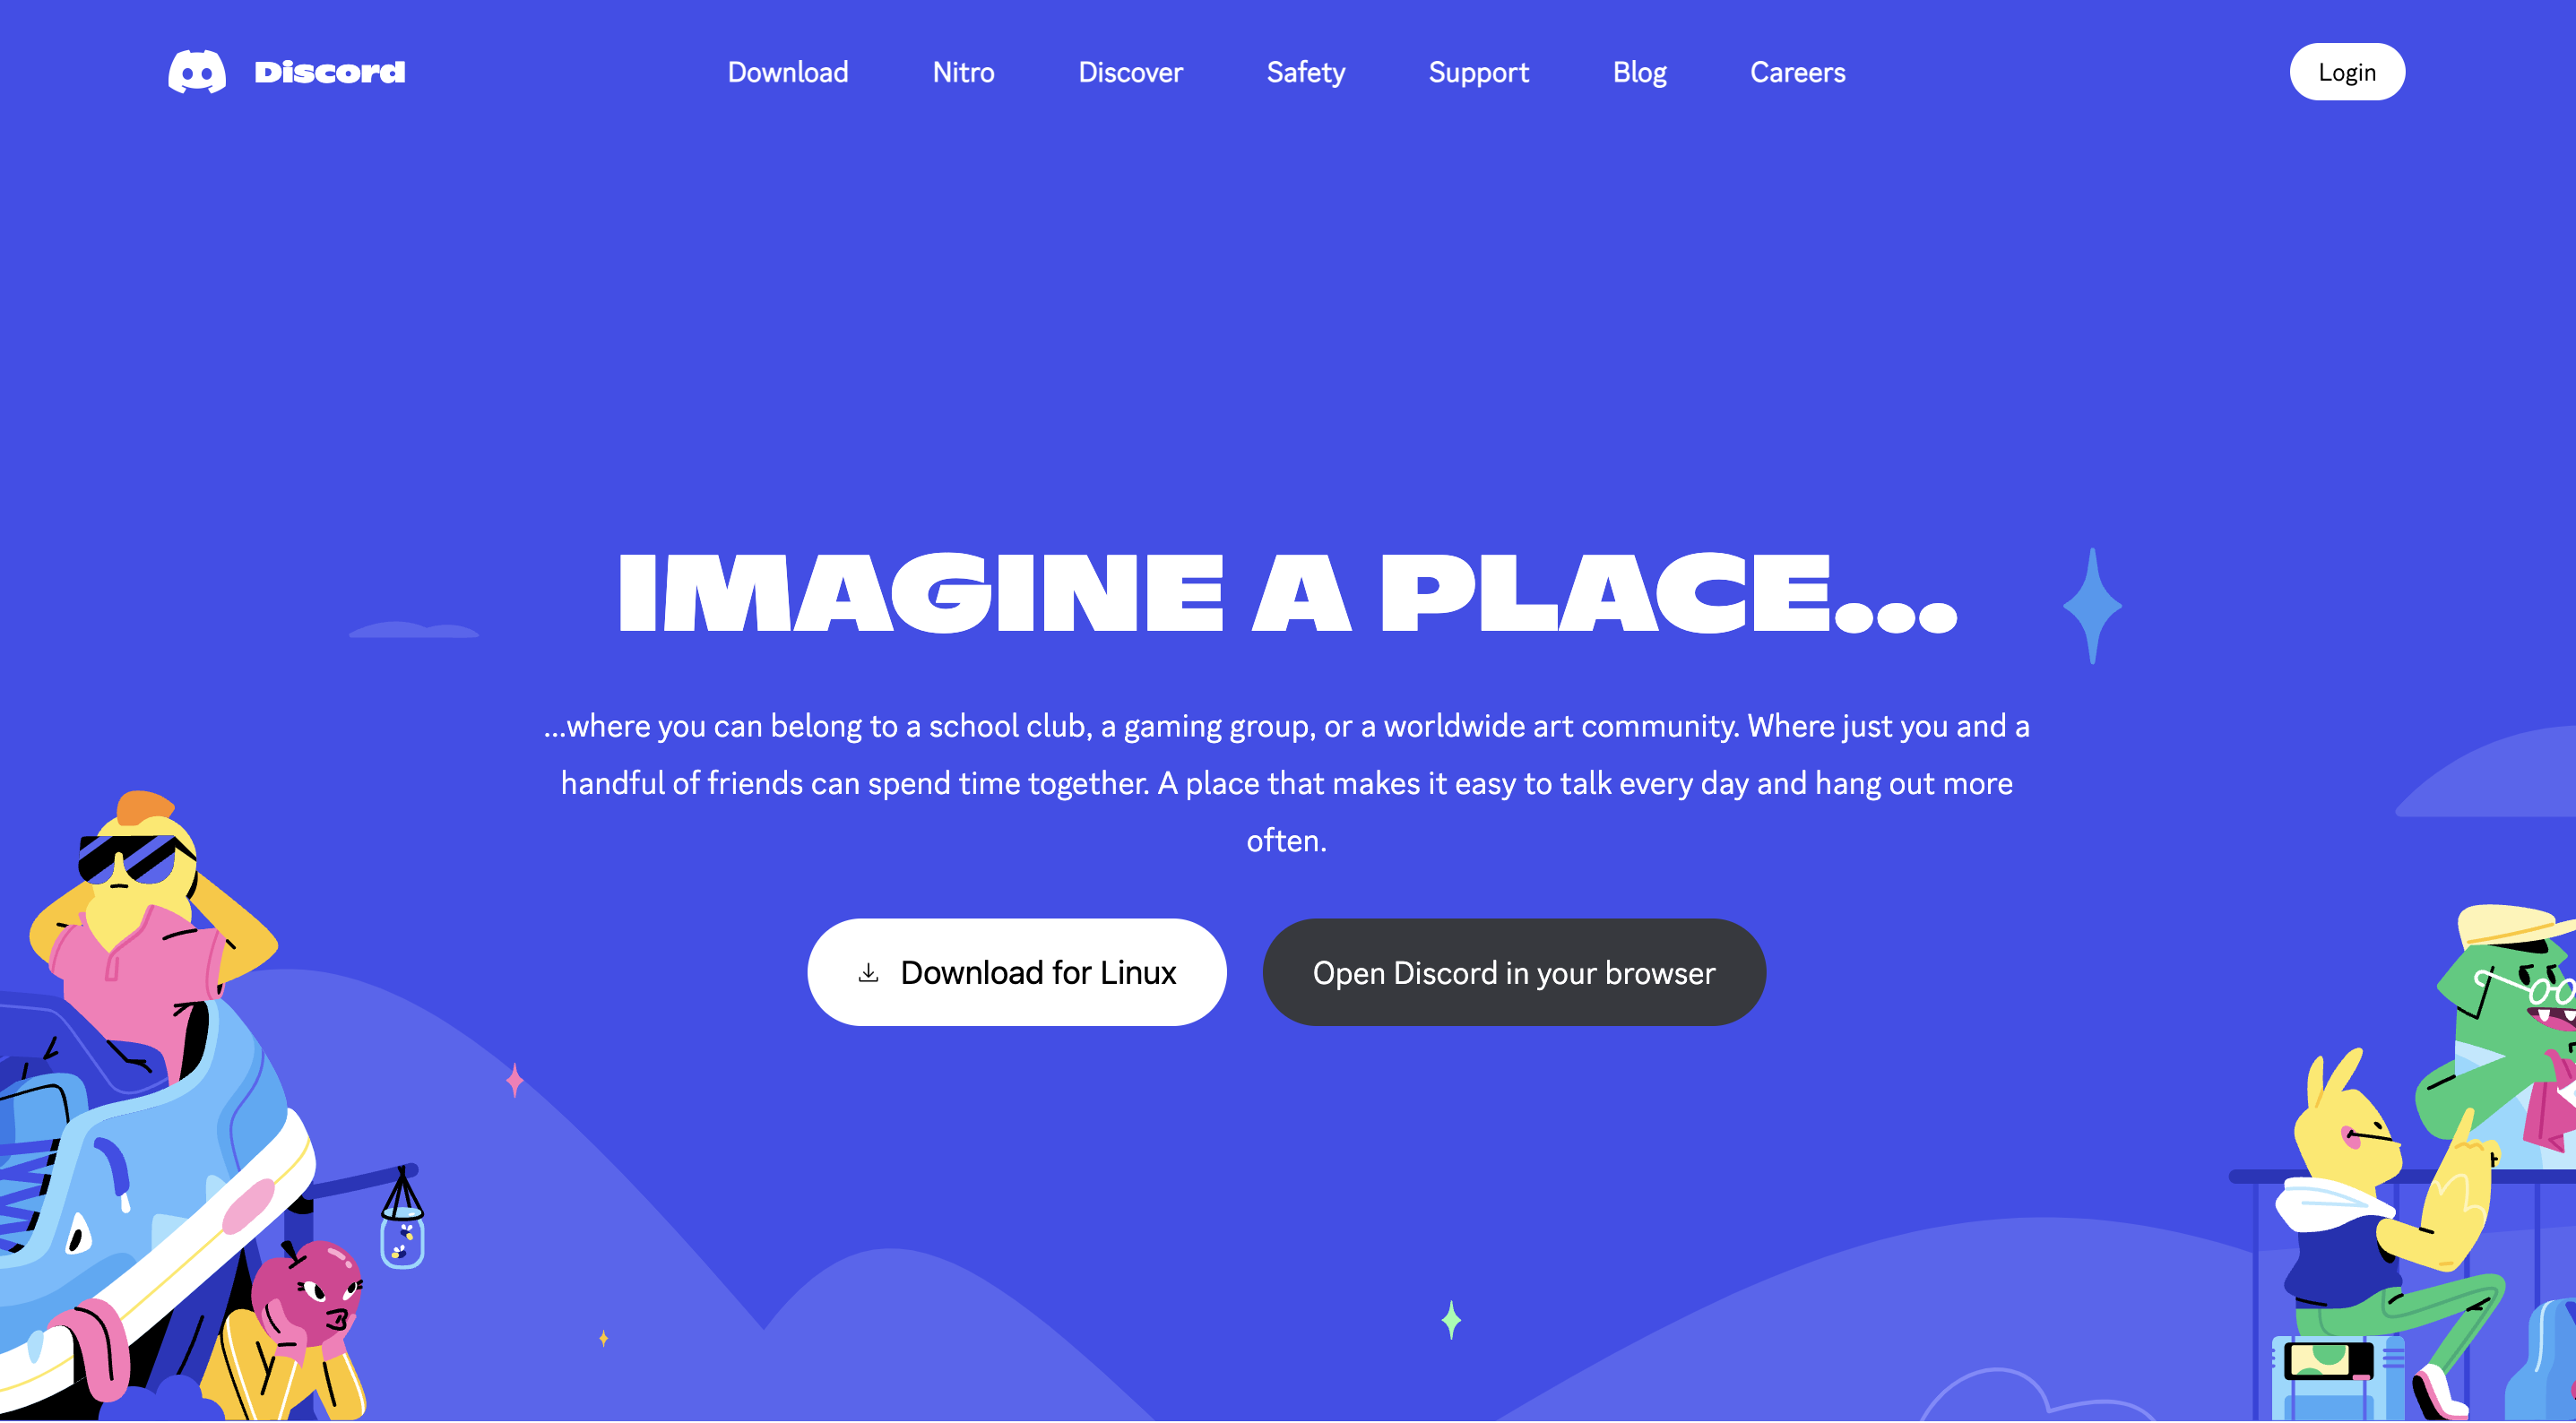 Discord Download Nitro Discover Safety Support Blog Careers Login
IMAGINE A PLACE...
...where you can belong to a school club, a gaming group, or a worldwide art community. Where just you and a
handful of friends can spend time together. A place that makes it easy to talk every day and hang out more
often.
Download for Linux Open Discord in your browser